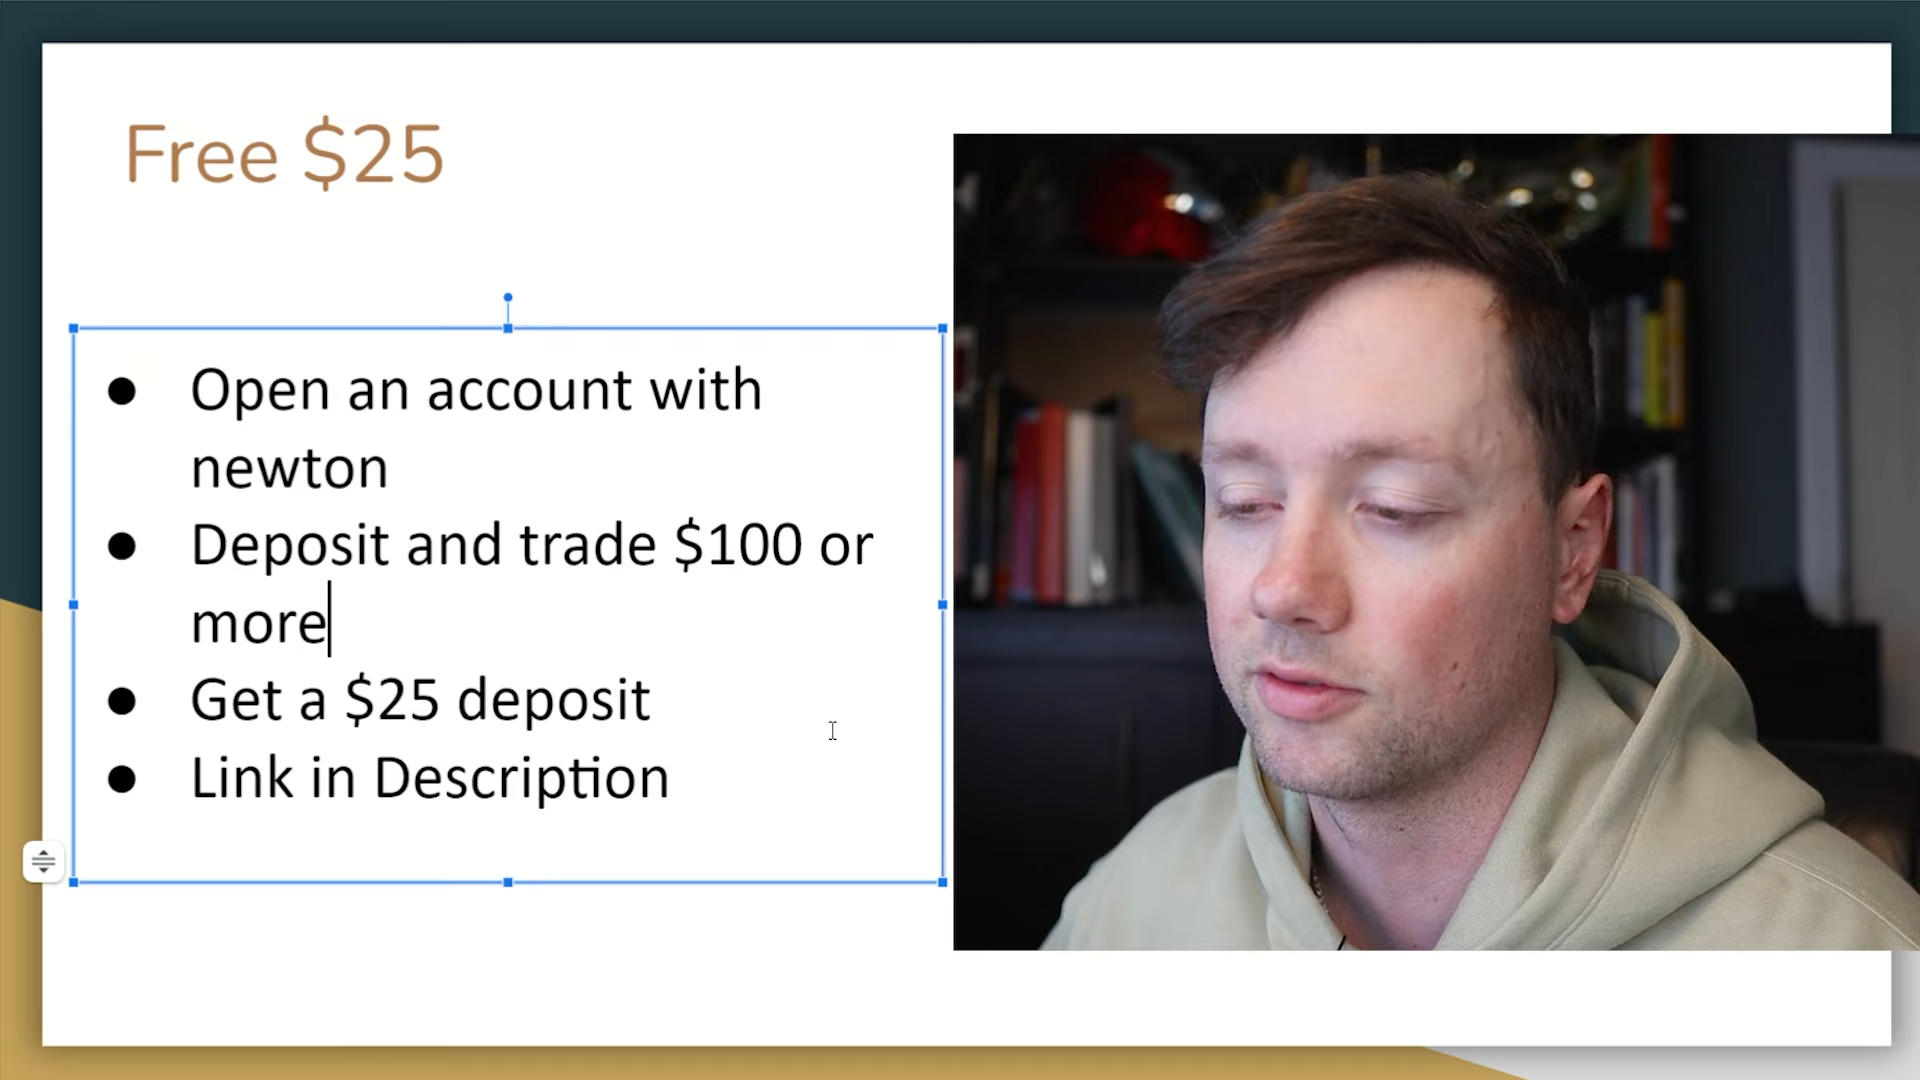 Free $25
● Open an account with
newton
● Deposit and trade $100 or
more
● Get a $25 deposit
● Link in Description